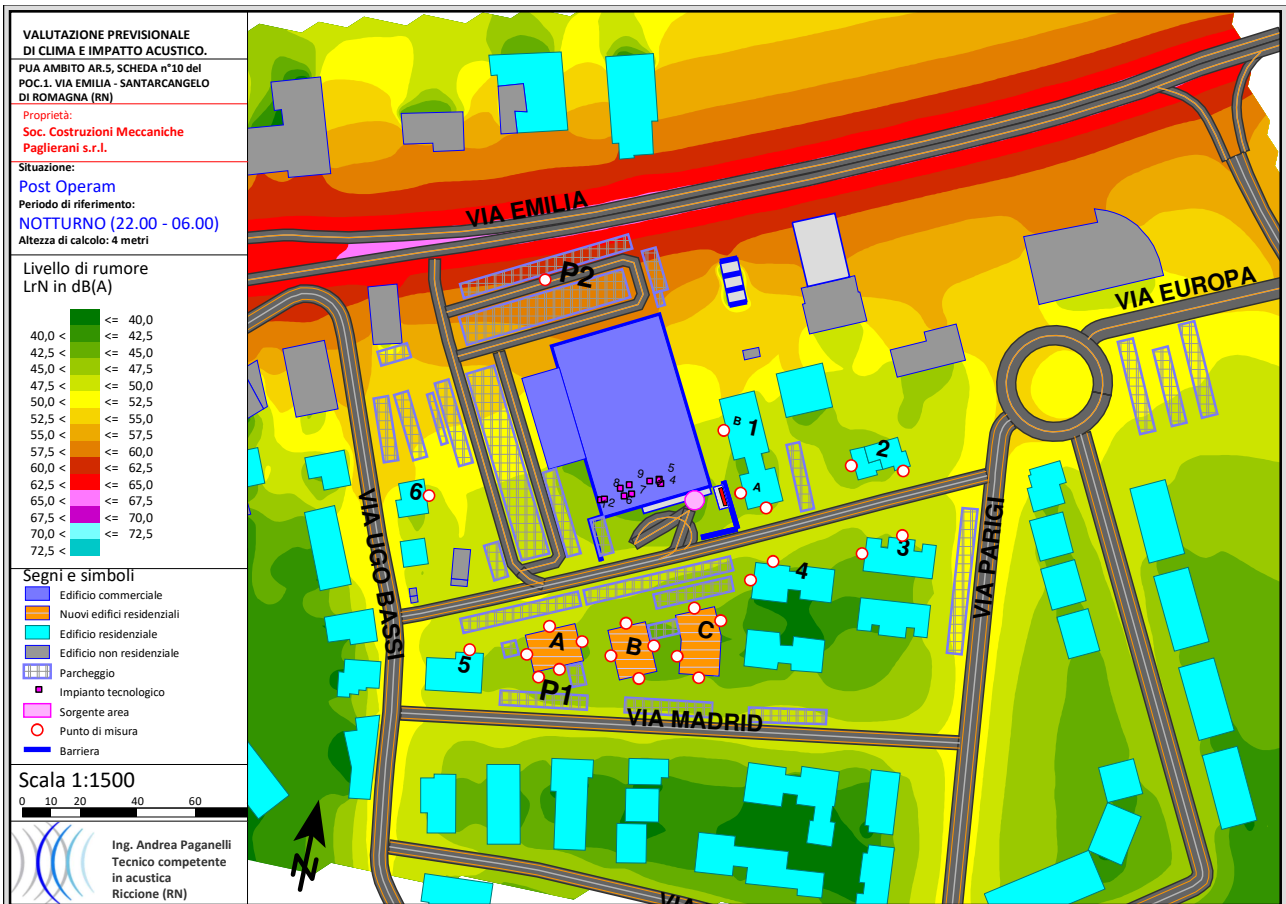 VALUTAZIONE PREVISIONALE
DI CLIMA E IMPATTO ACUSTICO.
PUA AMBITO AR.5, SCHEDA n°10 del
POC.1. VIA EMILIA - SANTARCANGELO
DI ROMAGNA (RN)
Proprietà:
Soc. Costruzioni Meccaniche
Paglierani s.r.l.
Situazione:
Post Operam
Periodo di riferimento:
NOTTURNO (22.00 - 06.00)
Altezza di calcolo: 4 metri
Livello di rumore
LrN in dB(A)
<= 40,0
40,0 < <= 42,5
42,5 < <= 45,0
45,0 < <= 47,5
47,5 < <= 50,0
50,0 < <= 52,5
52,5 < <= 55,0
55,0 < <= 57,5
57,5 < <= 60,0
60,0 < <= 62,5
62,5 < <= 65,0
65,0 < <= 67,5
67,5 < <= 70,0
70,0 < <= 72,5
72,5 <
Segni e simboli
Edificio commerciale
Nuovi edifici residenziali
Edificio residenziale
Edificio non residenziale
Parcheggio
Impianto tecnologico
Sorgente area
Punto di misura
Barriera
Scala 1:1500
0 10 20 40 60
Ing. Andrea Paganelli
Tecnico competente
in acustica
Riccione (RN)
N
VIA EMILIA
P2
VIA EUROPA
B 1
A
2
9 5
8 4
7
6
2
6
VIA UGO BASSI
VIA PARIGI
3
4
5
A
B
C
P1
VIA MADRID